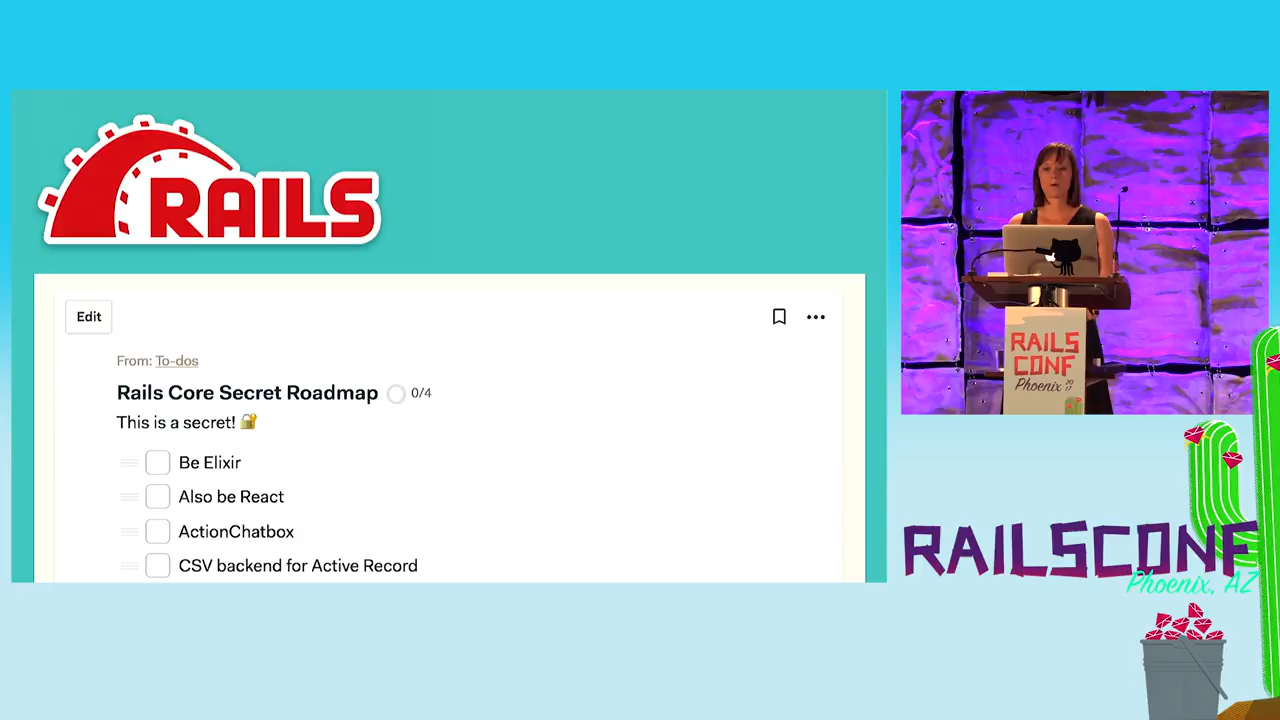 RAILS
Edit
From: To-dos
Rails Core Secret Roadmap 0/4
This is a secret! 🔐
Be Elixir
Also be React
ActionChatbox
CSV backend for Active Record
RAILS
CONF
Phoenix 2017
RAILSCONF
Phoenix, AZ